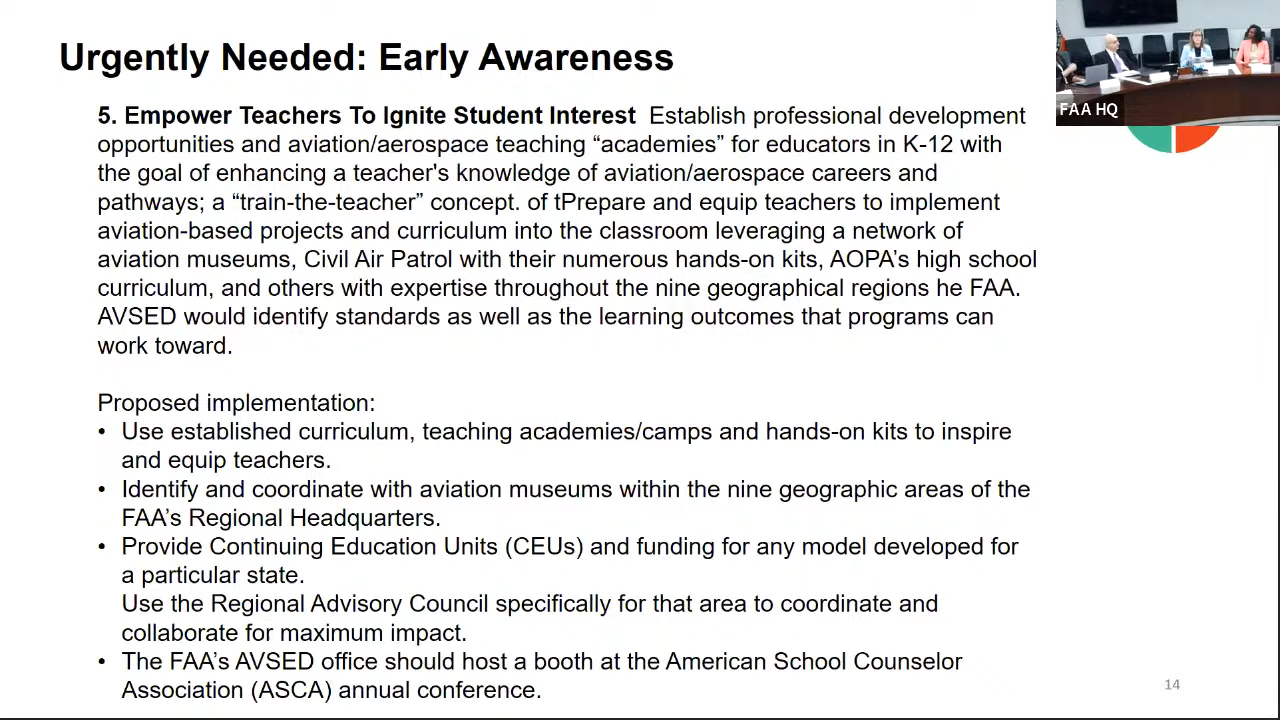 Urgently Needed: Early Awareness
FAA HQ
5. Empower Teachers To Ignite Student Interest Establish professional development
opportunities and aviation/aerospace teaching “academies” for educators in K-12 with
the goal of enhancing a teacher's knowledge of aviation/aerospace careers and
pathways; a “train-the-teacher” concept. of tPrepare and equip teachers to implement
aviation-based projects and curriculum into the classroom leveraging a network of
aviation museums, Civil Air Patrol with their numerous hands-on kits, AOPA’s high school
curriculum, and others with expertise throughout the nine geographical regions he FAA.
AVSED would identify standards as well as the learning outcomes that programs can
work toward.
Proposed implementation:
• Use established curriculum, teaching academies/camps and hands-on kits to inspire
and equip teachers.
• Identify and coordinate with aviation museums within the nine geographic areas of the
FAA’s Regional Headquarters.
• Provide Continuing Education Units (CEUs) and funding for any model developed for
a particular state.
Use the Regional Advisory Council specifically for that area to coordinate and
collaborate for maximum impact.
• The FAA’s AVSED office should host a booth at the American School Counselor
Association (ASCA) annual conference.
14